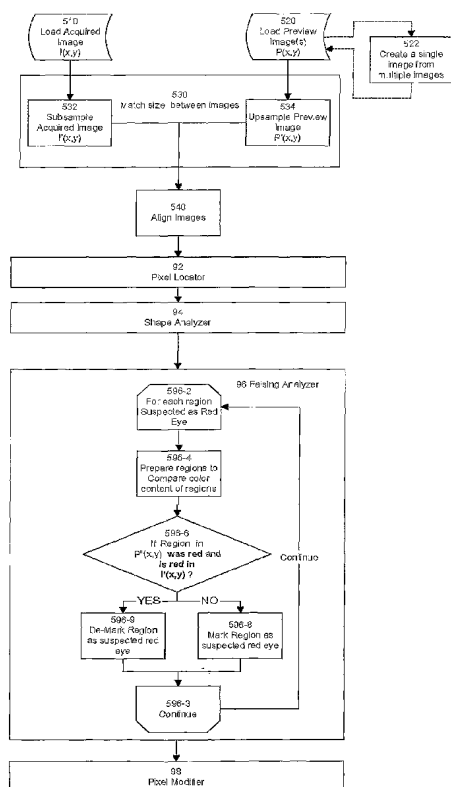 510
Load Acquired
Image
I(x,y)
520
Load Preview
Image(s)
P(x,y)
522
Create a single
image from
multiple images
530
Match size between images
532
Subsample
Acquired Image
I'(x,y)
534
Upsample Preview
Image
P'(x,y)
540
Align Images
92
Pixel Locator
94
Shape Analyzer
96 Falsing Analyzer
596-2
For each region
Suspected as Red
Eye
596-4
Prepare regions to
Compare color
content of regions
596-6
If Region in
P'(x,y) was red and
is red in
I'(x,y) ?
Continue
YES
NO
596-9
De-Mark Region
as suspected red
eye
596-8
Mark Region as
suspected red eye
596-3
Continue
98
Pixel Modifier